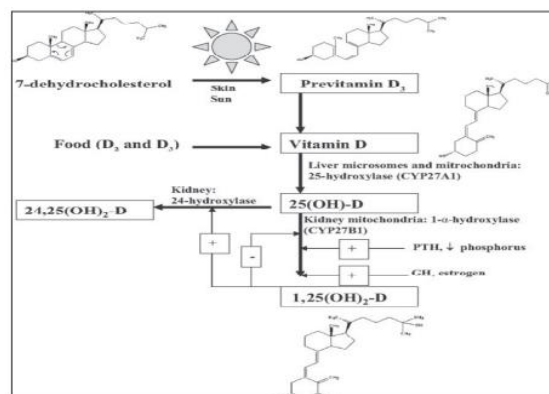 7-dehydrocholesterol
Skin
Sun
Previtamin D₃
Food (D₂ and D₃)
Vitamin D
Liver microsomes and mitrochondria:
25-hydroxylase (CYP27A1)
Kidney:
24-hydroxylase
24,25(OH)₂-D
25(OH)-D
Kidney mitochondria: 1-α-hydroxylase
(CYP27B1)
+
-
+
PTH, ↓ phosphorus
+
GH, estrogen
1,25(OH)₂-D